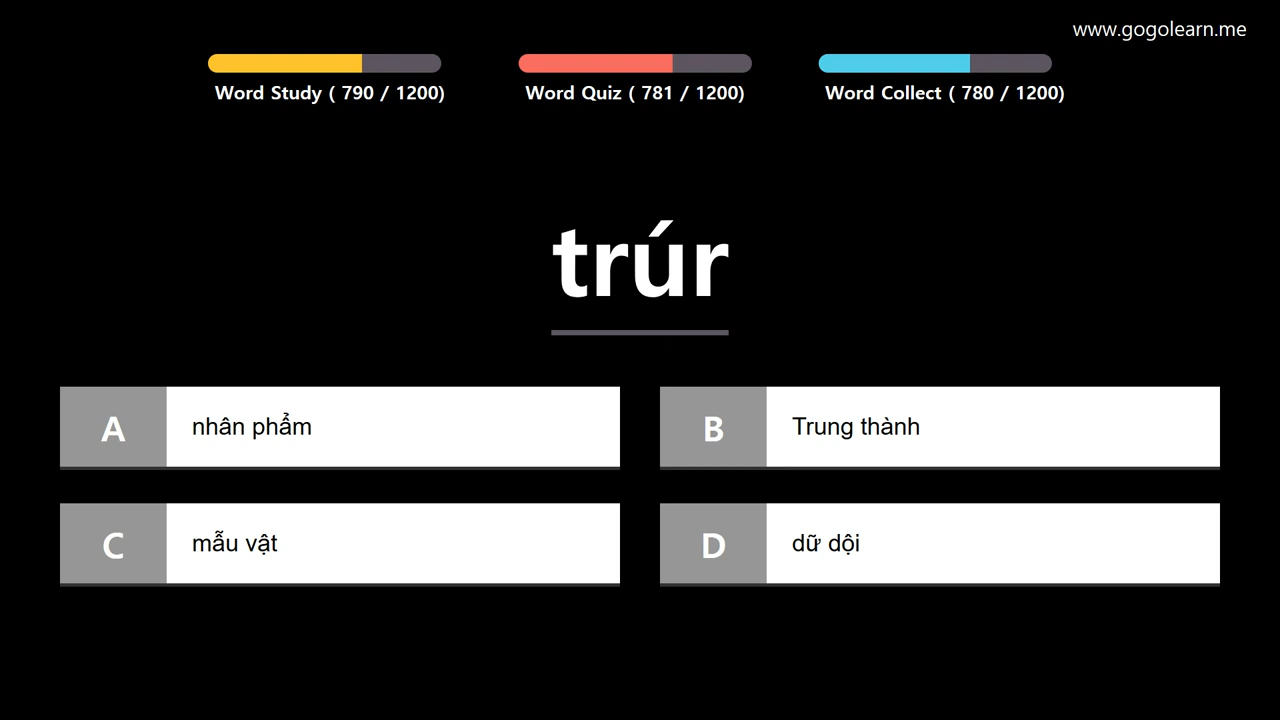 www.gogolearn.me
Word Study ( 790 / 1200)
Word Quiz ( 781 / 1200)
Word Collect ( 780 / 1200)
trúr
A nhân phẩm
B Trung thành
C mẫu vật
D dữ dội